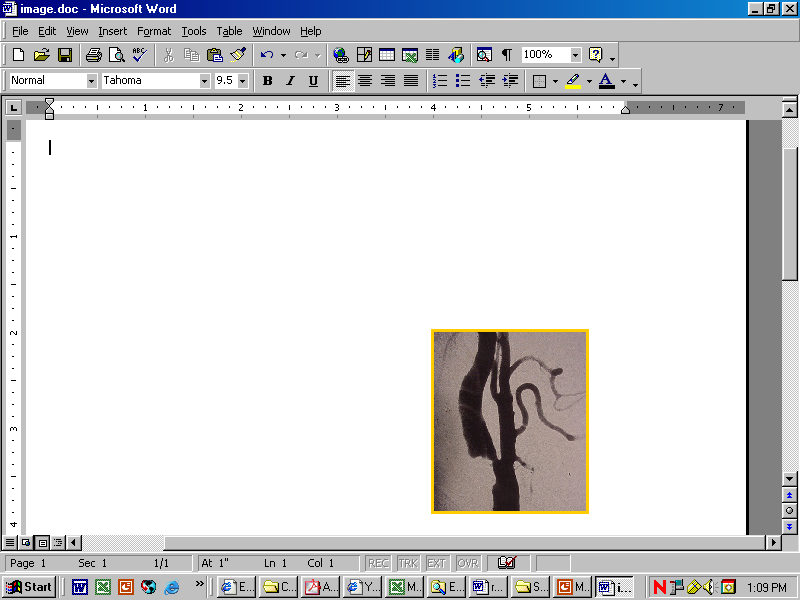 image.doc - Microsoft Word
File Edit View Insert Format Tools Table Window Help
ABC 100% ?
Normal Tahoma 9.5 B I U A
L 1 2 3 4 5 7
1
2
3
4
Page 1 Sec 1 1/1 At 1" Ln 1 Col 1 REC TRK EXT OVR
Start W » E... C... A... Y... M... E... r... S... M... i... N 1:09 PM